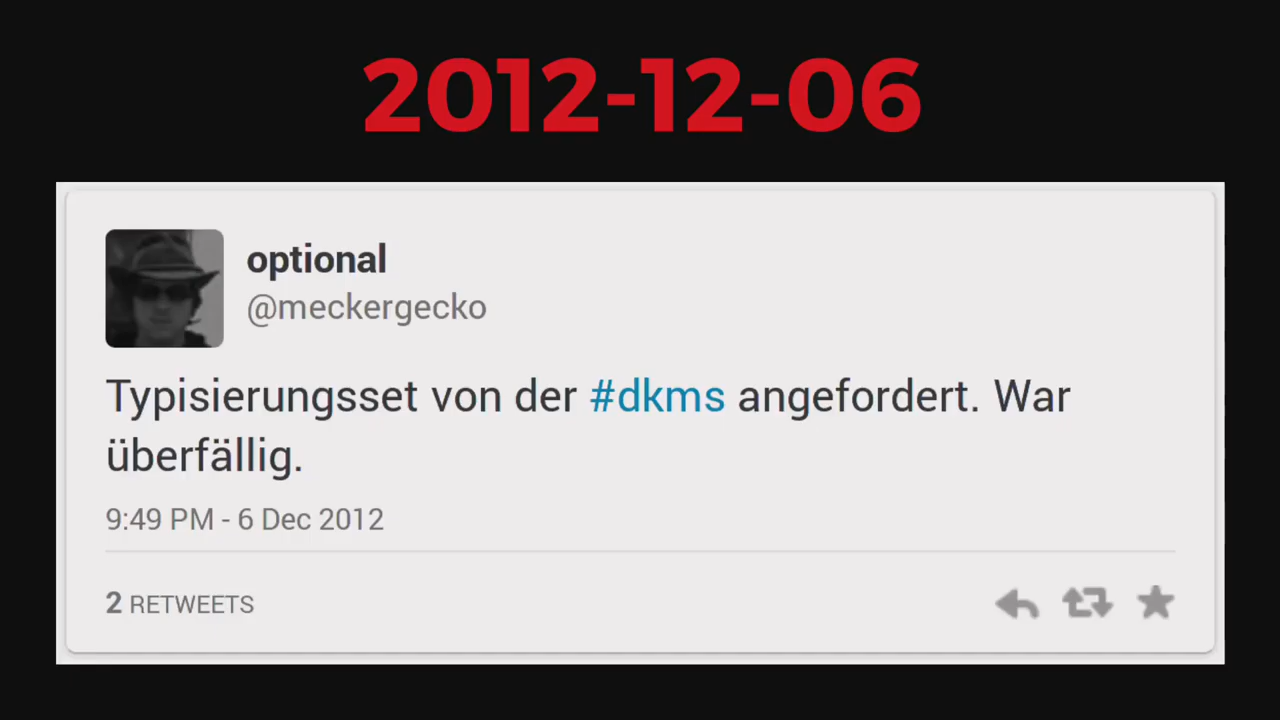 2012-12-06
optional
@meckergecko
Typisierungsset von der #dkms angefordert. War
überfällig.
9:49 PM - 6 Dec 2012
2 RETWEETS